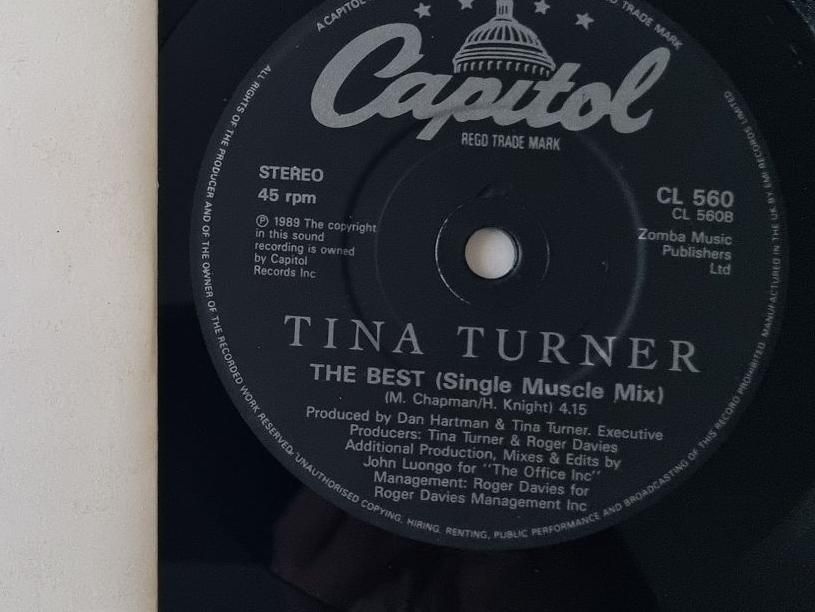 A CAPITOL
TRADE MARK
Capitol
REGD TRADE MARK
STEREO
45 rpm
℗ 1989 The copyright
in this sound
recording is owned
by Capitol
Records Inc
CL 560
CL 560B
Zomba Music
Publishers
Ltd
TINA TURNER
THE BEST (Single Muscle Mix)
(M. Chapman/H. Knight) 4.15
Produced by Dan Hartman & Tina Turner. Executive
Producers: Tina Turner & Roger Davies
Additional Production, Mixes & Edits by
John Luongo for "The Office Inc"
Management: Roger Davies for
Roger Davies Management Inc
ALL RIGHTS OF THE PRODUCER AND OF THE OWNER OF THE RECORDED WORK RESERVED. UNAUTHORISED COPYING, HIRING, RENTING, PUBLIC PERFORMANCE AND BROADCASTING OF THIS RECORD PROHIBITED. MANUFACTURED IN THE UK BY EMI RECORDS LIMITED